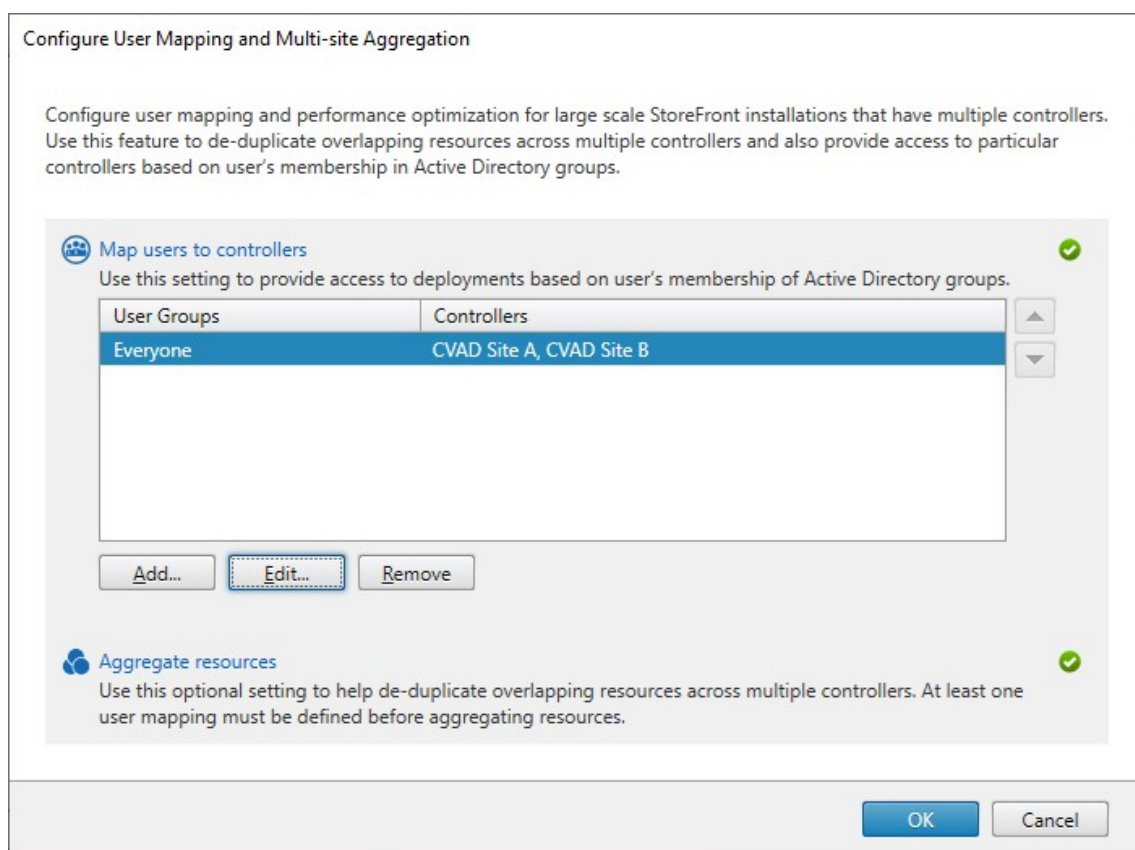 Configure User Mapping and Multi-site Aggregation
Configure user mapping and performance optimization for large scale StoreFront installations that have multiple controllers.
Use this feature to de-duplicate overlapping resources across multiple controllers and also provide access to particular
controllers based on user's membership in Active Directory groups.
Map users to controllers
Use this setting to provide access to deployments based on user's membership of Active Directory groups.
User Groups Controllers
Everyone CVAD Site A, CVAD Site B
Add... Edit... Remove
Aggregate resources
Use this optional setting to help de-duplicate overlapping resources across multiple controllers. At least one
user mapping must be defined before aggregating resources.
OK Cancel